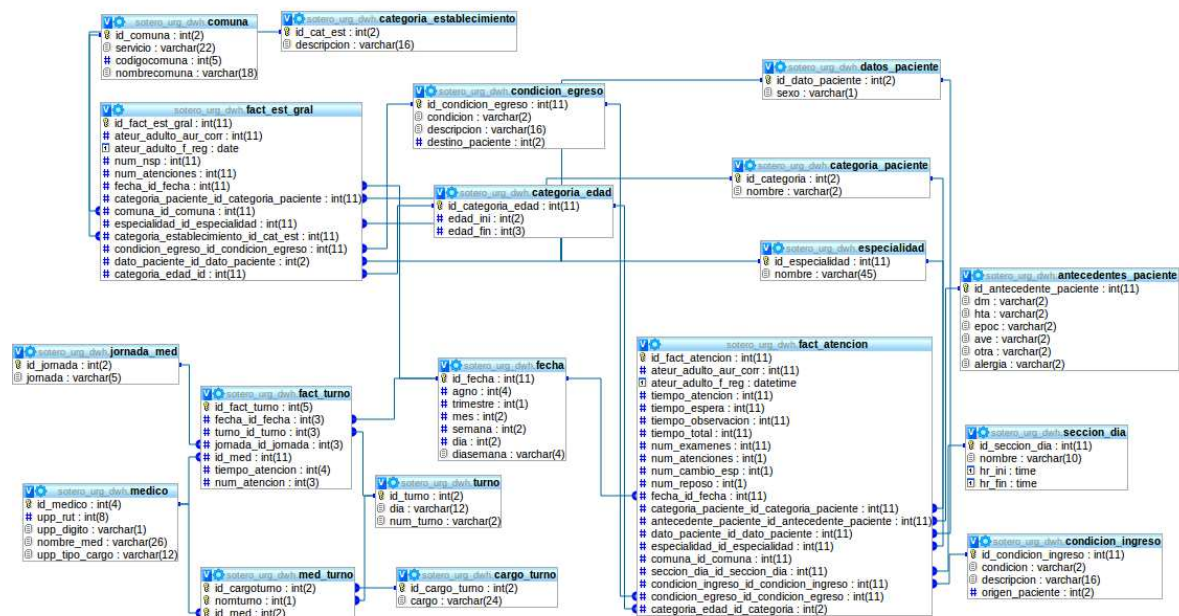 sotero_urg_dwh.comuna
id_comuna : int(2)
servicio : varchar(22)
codigocomuna : int(5)
nombrecomuna : varchar(18)
sotero_urg_dwh.categoria_establecimiento
id_cat_est : int(2)
descripcion : varchar(16)
sotero_urg_dwh.datos_paciente
id_dato_paciente : int(2)
sexo : varchar(1)
sotero_urg_dwh.condicion_egreso
id_condicion_egreso : int(11)
condicion : varchar(2)
descripcion : varchar(16)
destino_paciente : int(2)
sotero_urg_dwh.fact_est_gral
id_fact_est_gral : int(11)
ateur_adulto_aur_corr : int(11)
ateur_adulto_f_reg : date
num_nsp : int(11)
num_atenciones : int(11)
fecha_id_fecha : int(11)
categoria_paciente_id_categoria_paciente : int(11)
comuna_id_comuna : int(11)
especialidad_id_especialidad : int(11)
categoria_establecimiento_id_cat_est : int(11)
condicion_egreso_id_condicion_egreso : int(11)
dato_paciente_id_dato_paciente : int(2)
categoria_edad_id : int(11)
sotero_urg_dwh.categoria_paciente
id_categoria : int(2)
nombre : varchar(2)
sotero_urg_dwh.categoria_edad
id_categoria_edad : int(11)
edad_ini : int(2)
edad_fin : int(3)
sotero_urg_dwh.especialidad
id_especialidad : int(11)
nombre : varchar(45)
sotero_urg_dwh.antecedentes_paciente
id_antecedente_paciente : int(11)
dm : varchar(2)
hta : varchar(2)
epoc : varchar(2)
ave : varchar(2)
otra : varchar(2)
alergia : varchar(2)
sotero_urg_dwh.jornada_med
id_jornada : int(2)
jornada : varchar(5)
sotero_urg_dwh.fact_turno
id_fact_turno : int(5)
fecha_id_fecha : int(3)
turno_id_turno : int(3)
jornada_id_jornada : int(3)
id_med : int(11)
tiempo_atencion : int(4)
num_atencion : int(3)
sotero_urg_dwh.fecha
id_fecha : int(11)
agno : int(4)
trimestre : int(1)
mes : int(2)
semana : int(2)
dia : int(2)
diasemana : varchar(4)
sotero_urg_dwh.fact_atencion
id_fact_atencion : int(11)
ateur_adulto_aur_corr : int(11)
ateur_adulto_f_reg : datetime
tiempo_atencion : int(11)
tiempo_espera : int(11)
tiempo_observacion : int(11)
tiempo_total : int(11)
num_examenes : int(11)
num_atenciones : int(1)
num_cambio_esp : int(1)
num_reposo : int(1)
fecha_id_fecha : int(11)
categoria_paciente_id_categoria_paciente : int(11)
antecedente_paciente_id_antecedente_paciente : int(11)
dato_paciente_id_dato_paciente : int(11)
especialidad_id_especialidad : int(11)
comuna_id_comuna : int(11)
seccion_dia_id_seccion_dia : int(11)
condicion_ingreso_id_condicion_ingreso : int(11)
condicion_egreso_id_condicion_egreso : int(11)
categoria_edad_id_categoria : int(2)
sotero_urg_dwh.seccion_dia
id_seccion_dia : int(11)
nombre : varchar(10)
hr_ini : time
hr_fin : time
sotero_urg_dwh.medico
id_medico : int(4)
upp_rut : int(8)
upp_digito : varchar(1)
nombre_med : varchar(26)
upp_tipo_cargo : varchar(12)
sotero_urg_dwh.turno
id_turno : int(2)
dia : varchar(12)
num_turno : varchar(2)
sotero_urg_dwh.condicion_ingreso
id_condicion_ingreso : int(11)
condicion : varchar(2)
descripcion : varchar(16)
origen_paciente : int(2)
sotero_urg_dwh.med_turno
id_cargoturno : int(2)
nomturno : int(1)
id_med : int(2)
sotero_urg_dwh.cargo_turno
id_cargo_turno : int(2)
cargo : varchar(24)